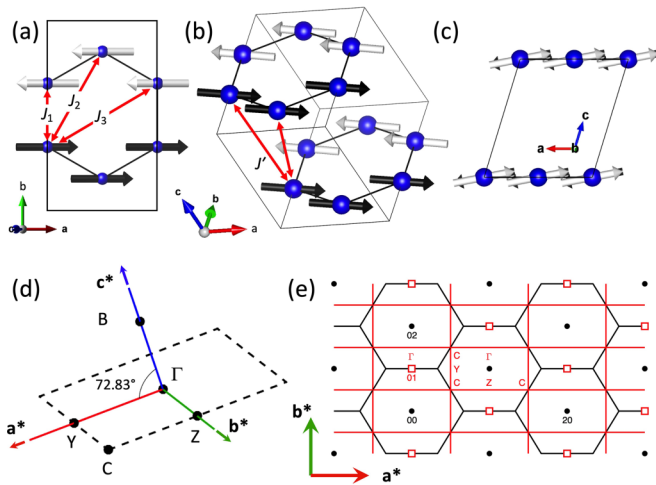 (a)
J1
J2
J3
b
c
a
(b)
J'
c
b
a
(c)
c
a
b
(d)
c*
B
Γ
72.83°
a*
Y
b*
Z
C
(e)
02
Γ
C
Γ
01
Y
C
Z
C
00
20
b*
a*